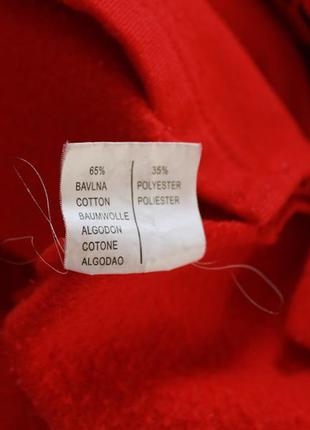 65%
BAVLNA
COTTON
BAUMWOLLE
ALGODON
COTONE
ALGODAO
35%
POLYESTER
POLIESTER